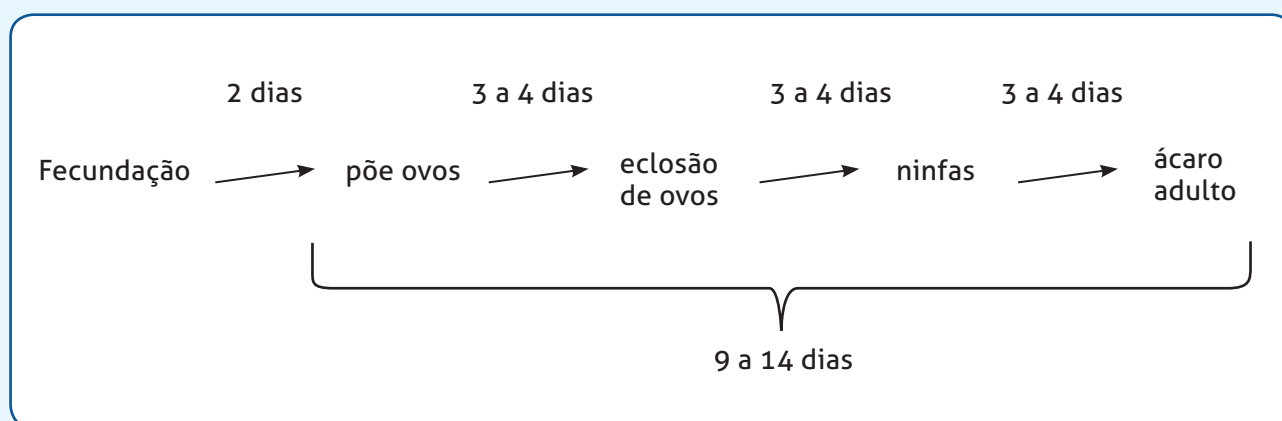 2 dias 3 a 4 dias 3 a 4 dias 3 a 4 dias
Fecundação põe ovos eclosão de ovos ninfas ácaro adulto
9 a 14 dias